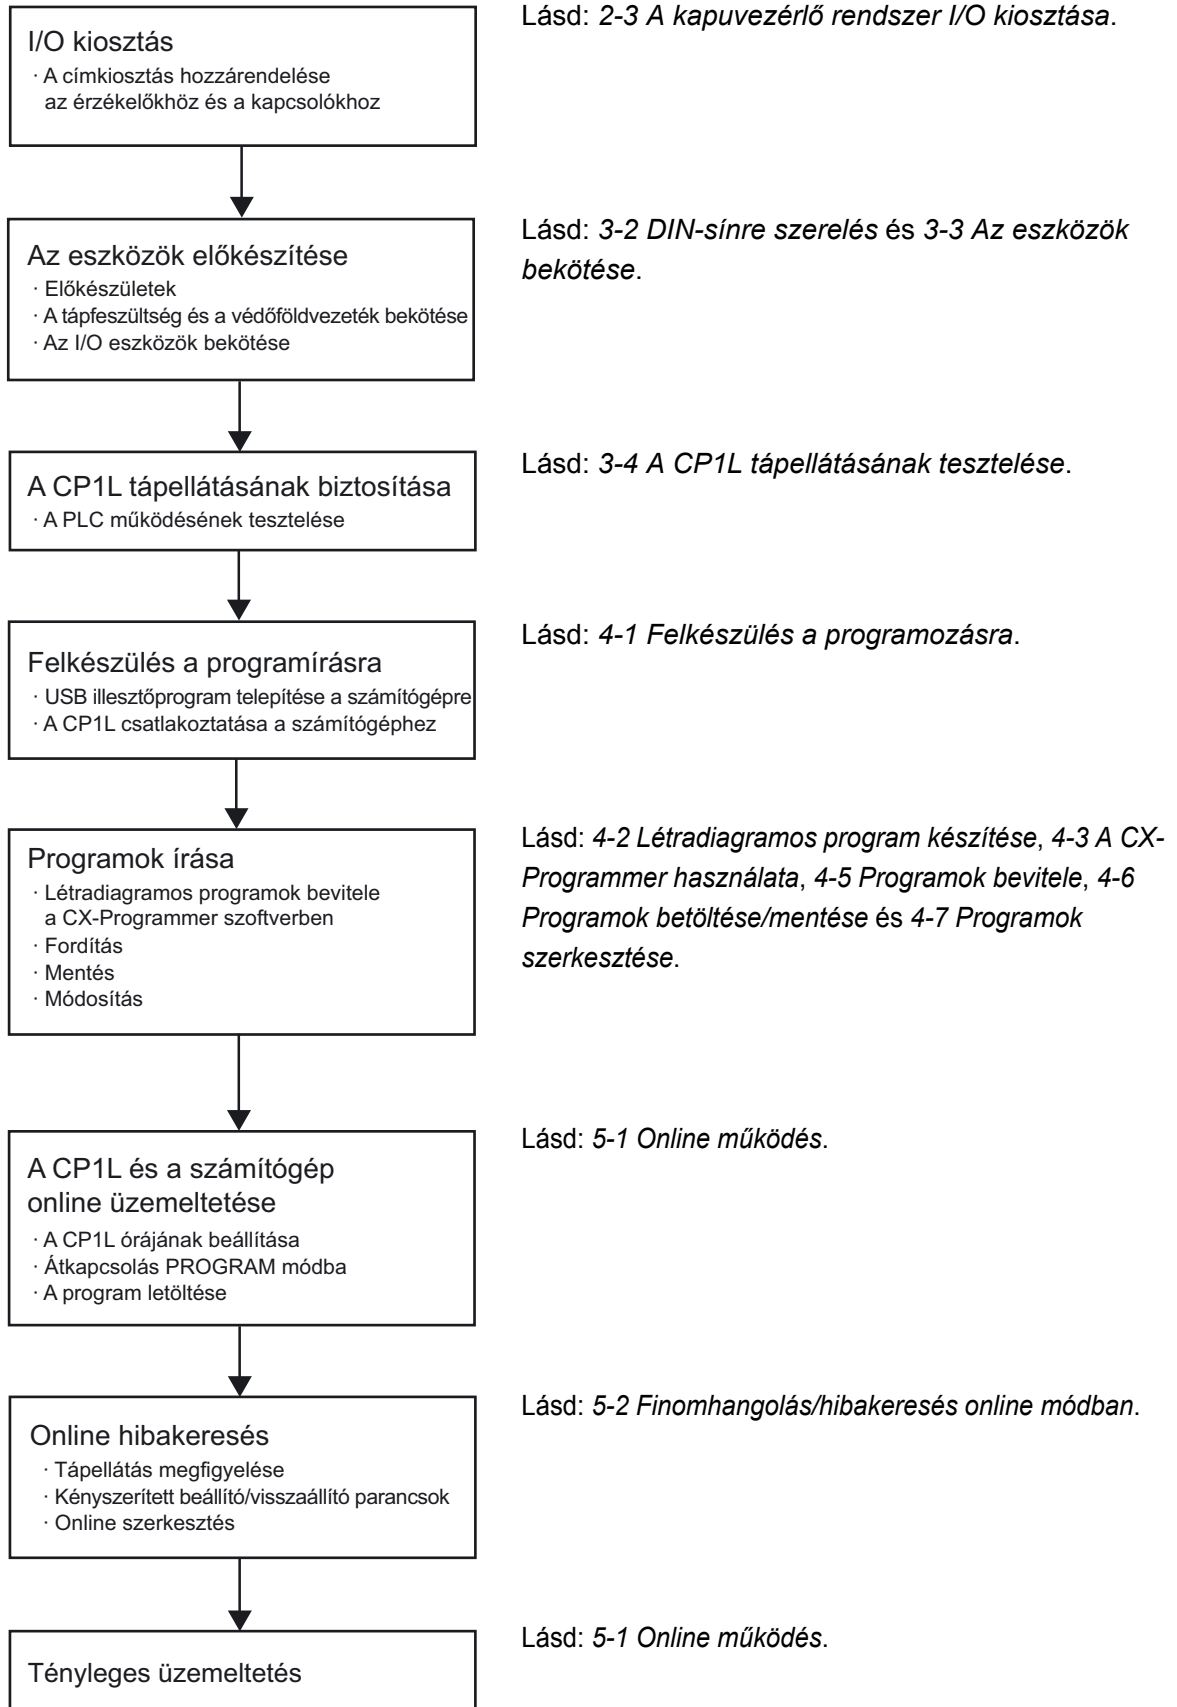 I/O kiosztás
· A címkiosztás hozzárendelése
az érzékelőkhöz és a kapcsolókhoz
Lásd: 2-3 A kapuvezérlő rendszer I/O kiosztása.
Az eszközök előkészítése
· Előkészületek
· A tápfeszültség és a védőföldvezeték bekötése
· Az I/O eszközök bekötése
Lásd: 3-2 DIN-sínre szerelés és 3-3 Az eszközök
bekötése.
A CP1L tápellátásának biztosítása
· A PLC működésének tesztelése
Lásd: 3-4 A CP1L tápellátásának tesztelése.
Felkészülés a programírásra
· USB illesztőprogram telepítése a számítógépre
· A CP1L csatlakoztatása a számítógéphez
Lásd: 4-1 Felkészülés a programozásra.
Programok írása
· Létradiagramos programok bevitele
a CX-Programmer szoftverben
· Fordítás
· Mentés
· Módosítás
Lásd: 4-2 Létradiagramos program készítése, 4-3 A CX-
Programmer használata, 4-5 Programok bevitele, 4-6
Programok betöltése/mentése és 4-7 Programok
szerkesztése.
A CP1L és a számítógép
online üzemeltetése
· A CP1L órájának beállítása
· Átkapcsolás PROGRAM módba
· A program letöltése
Lásd: 5-1 Online működés.
Online hibakeresés
· Tápellátás megfigyelése
· Kényszerített beállító/visszaállító parancsok
· Online szerkesztés
Lásd: 5-2 Finomhangolás/hibakeresés online módban.
Tényleges üzemeltetés
Lásd: 5-1 Online működés.